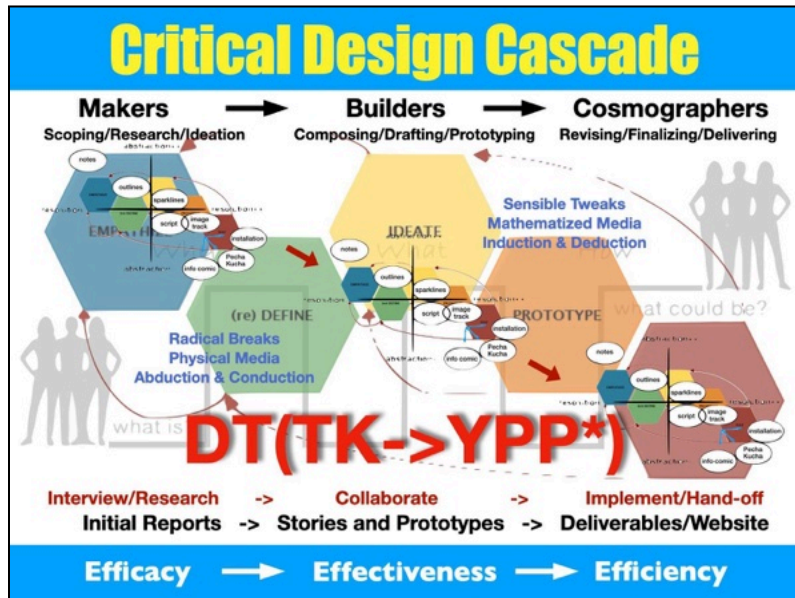 Critical Design Cascade
Makers → Builders → Cosmographers
Scoping/Research/Ideation Composing/Drafting/Prototyping Revising/Finalizing/Delivering
notes
outlines
sparklines
script
image track
installation
Pecha Kucha
info comic
IDEATE
What
How
Sensible Tweaks
Mathematized Media
Induction & Deduction
notes
outlines
sparklines
script
image track
installation
Pecha Kucha
info comic
(re) DEFINE
PROTOTYPE
what could be?
Radical Breaks
Physical Media
Abduction & Conduction
notes
outlines
sparklines
script
image track
installation
Pecha Kucha
info comic
what is
DT(TK->YPP*)
Interview/Research -> Collaborate -> Implement/Hand-off
Initial Reports -> Stories and Prototypes -> Deliverables/Website
Efficacy → Effectiveness → Efficiency